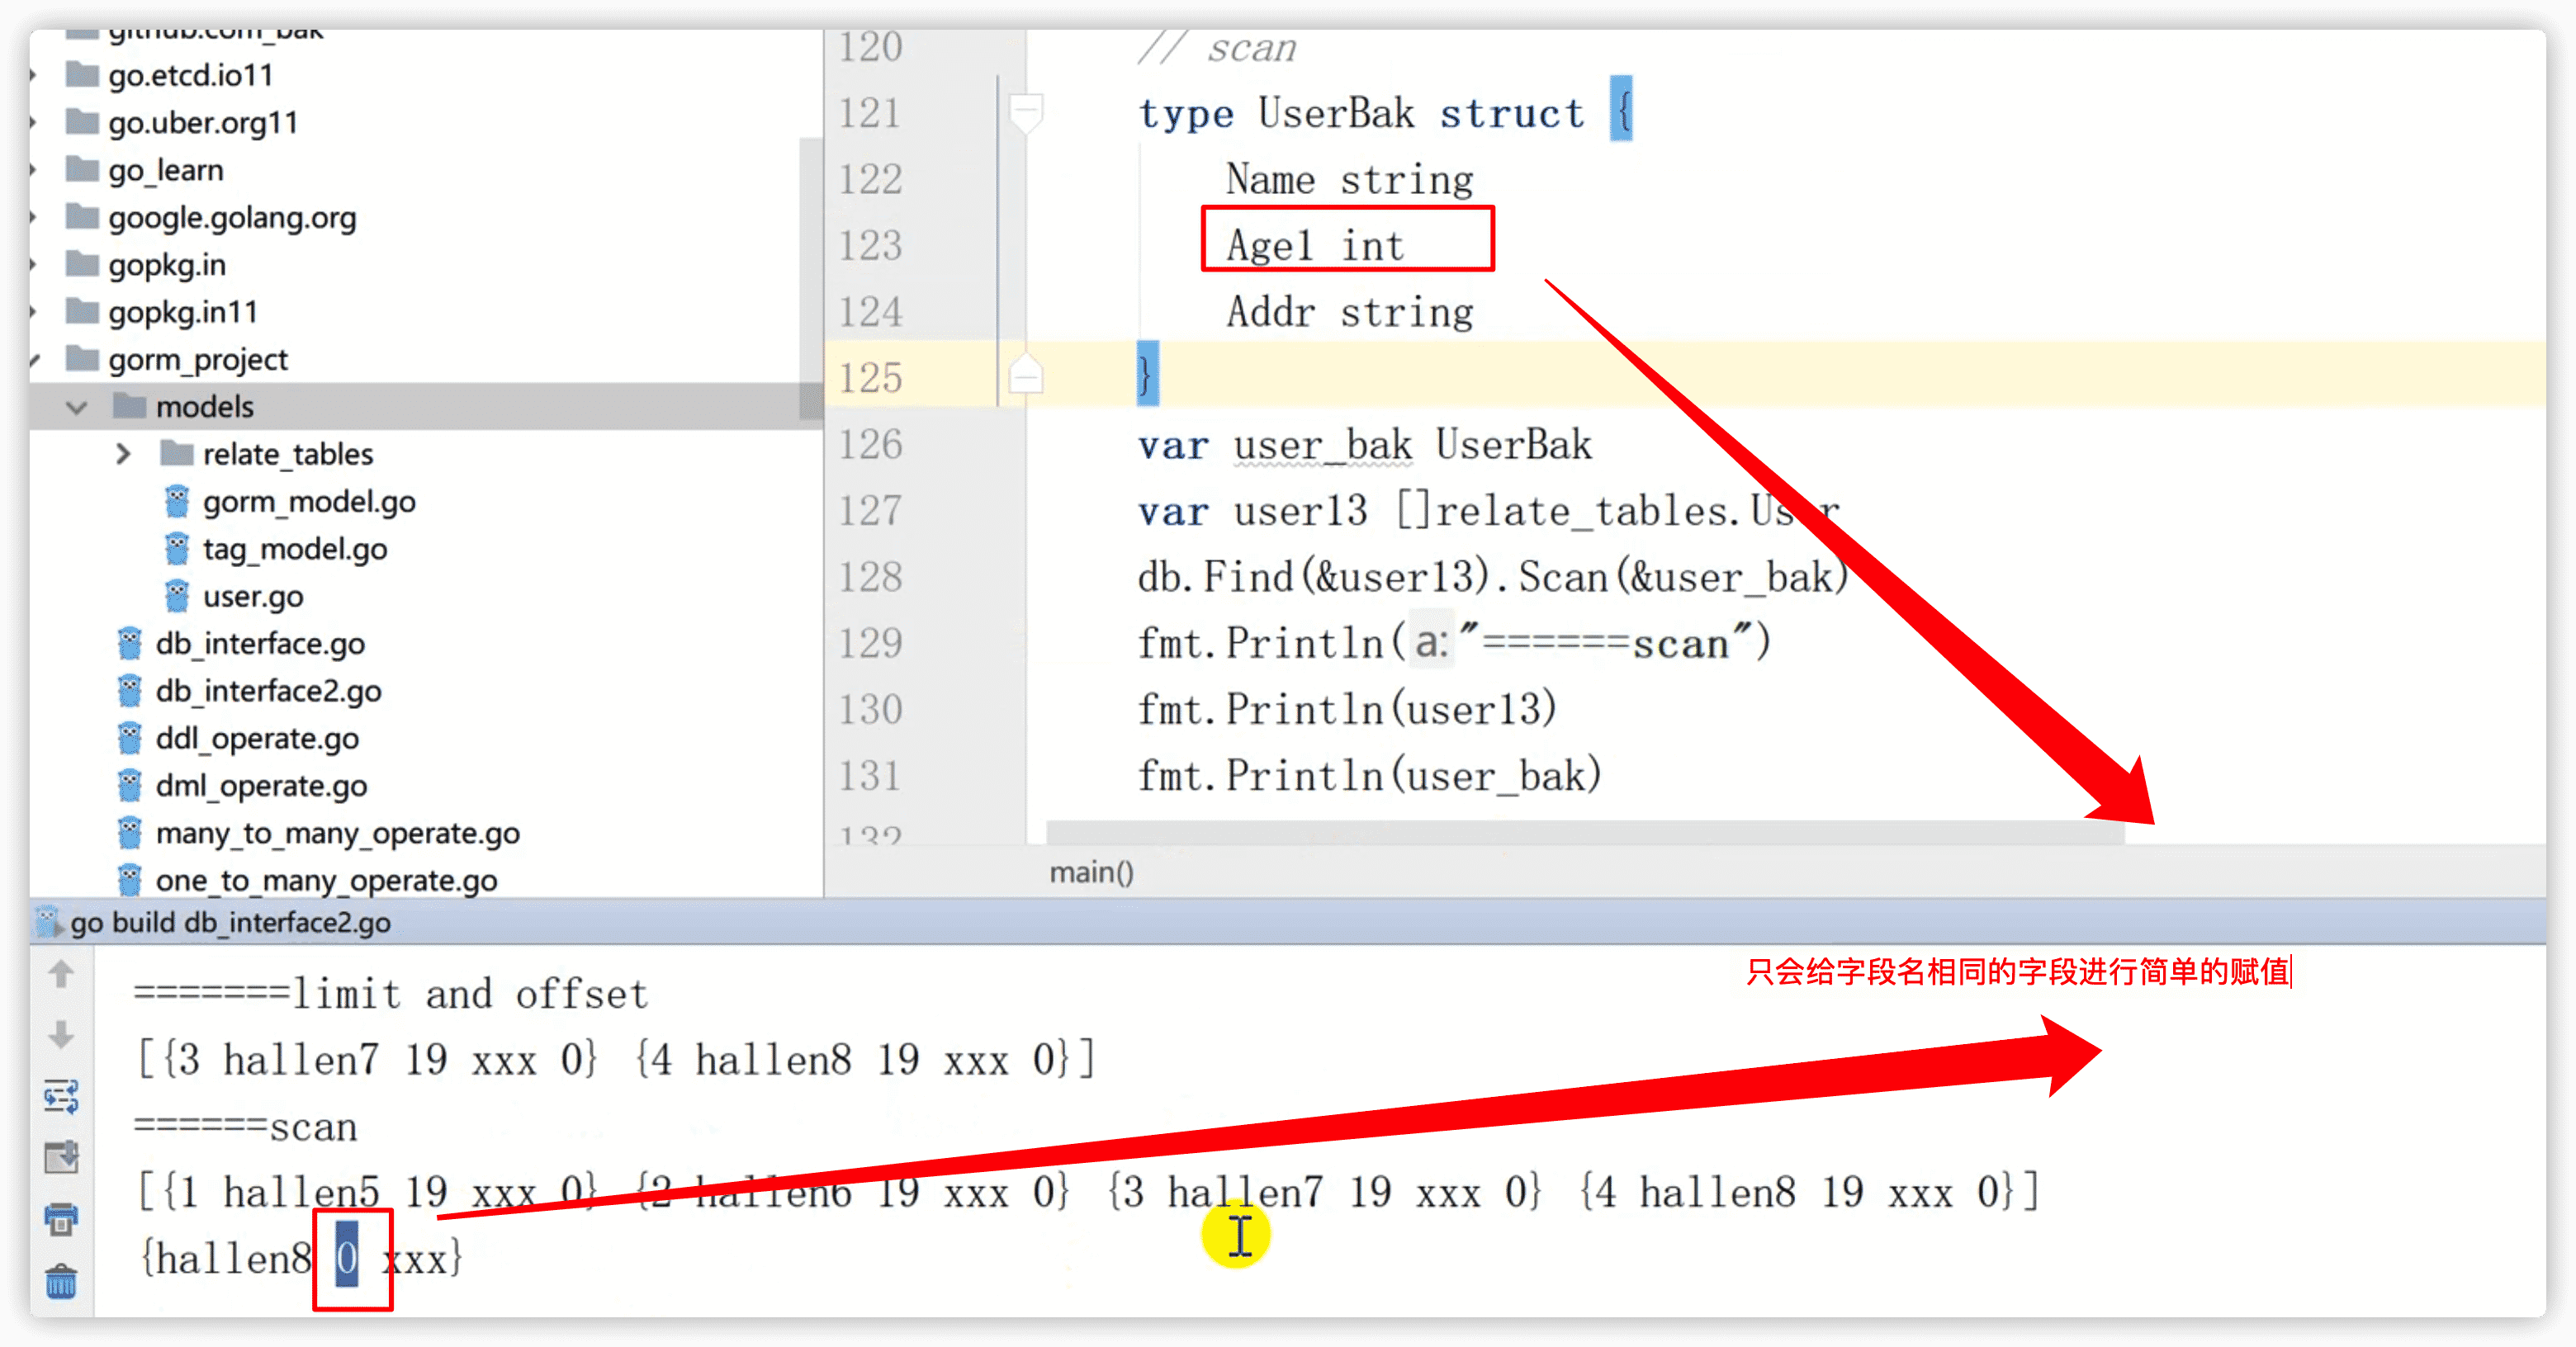 github.com_bak
go.etcd.io11
go.uber.org11
go_learn
google.golang.org
gopkg.in
gopkg.in11
gorm_project
models
relate_tables
gorm_model.go
tag_model.go
user.go
db_interface.go
db_interface2.go
ddl_operate.go
dml_operate.go
many_to_many_operate.go
one_to_many_operate.go
120 // scan
121 type UserBak struct {
122 Name string
123 Age1 int
124 Addr string
125 }
126 var user_bak UserBak
127 var user13 []relate_tables.User
128 db.Find(&user13).Scan(&user_bak)
129 fmt.Println( a: "======scan")
130 fmt.Println(user13)
131 fmt.Println(user_bak)
132
main()
go build db_interface2.go
只会给字段名相同的字段进行简单的赋值
=======limit and offset
[{3 hallen7 19 xxx 0} {4 hallen8 19 xxx 0}]
======scan
[{1 hallen5 19 xxx 0} {2 hallen6 19 xxx 0} {3 hallen7 19 xxx 0} {4 hallen8 19 xxx 0}]
{hallen8 0 xxx}